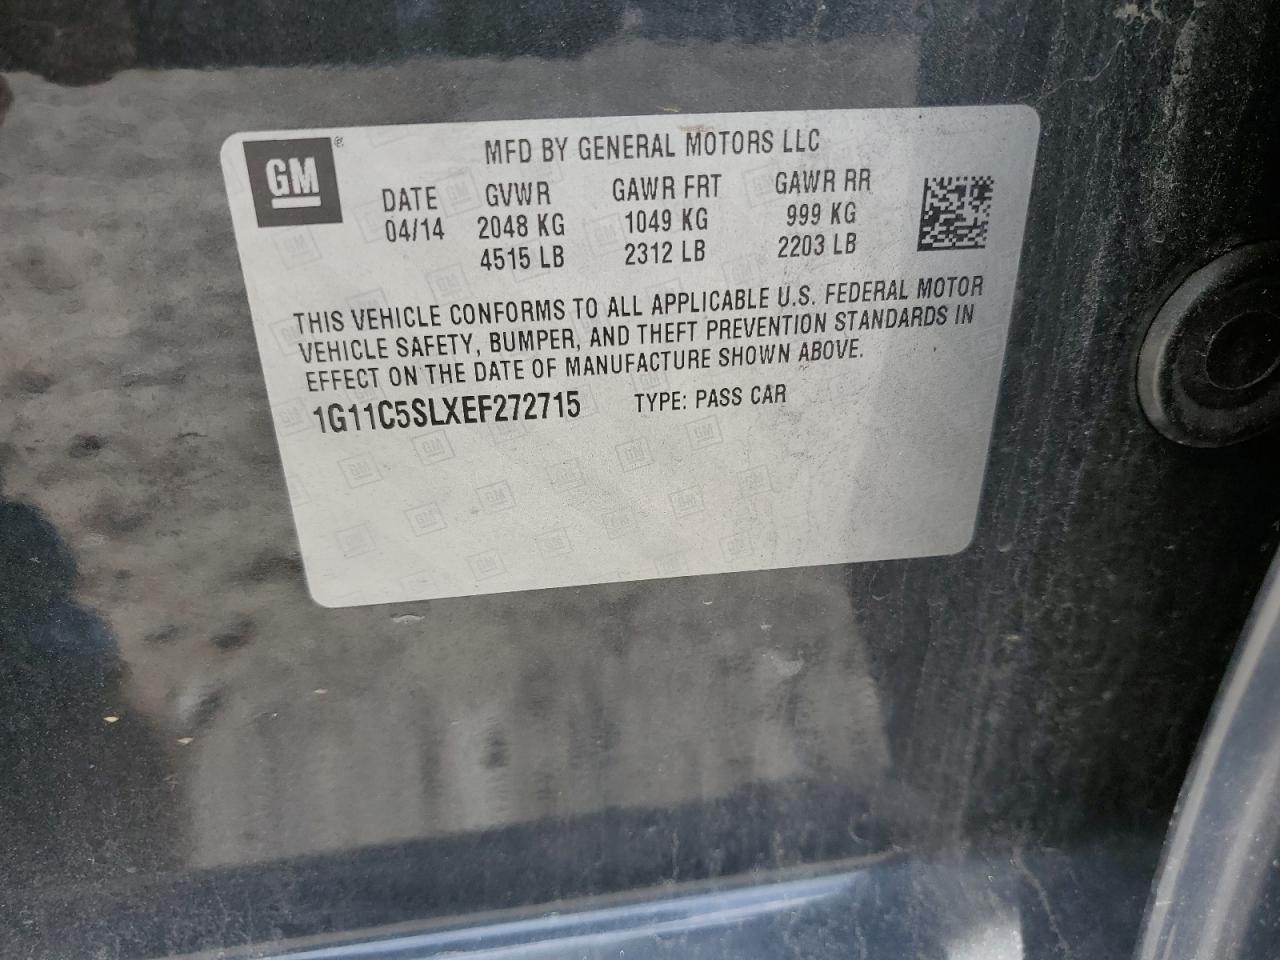 GM ®
MFD BY GENERAL MOTORS LLC
DATE GVWR GAWR FRT GAWR RR
04/14 2048 KG 1049 KG 999 KG
4515 LB 2312 LB 2203 LB
THIS VEHICLE CONFORMS TO ALL APPLICABLE U.S. FEDERAL MOTOR
VEHICLE SAFETY, BUMPER, AND THEFT PREVENTION STANDARDS IN
EFFECT ON THE DATE OF MANUFACTURE SHOWN ABOVE.
1G11C5SLXEF272715 TYPE: PASS CAR